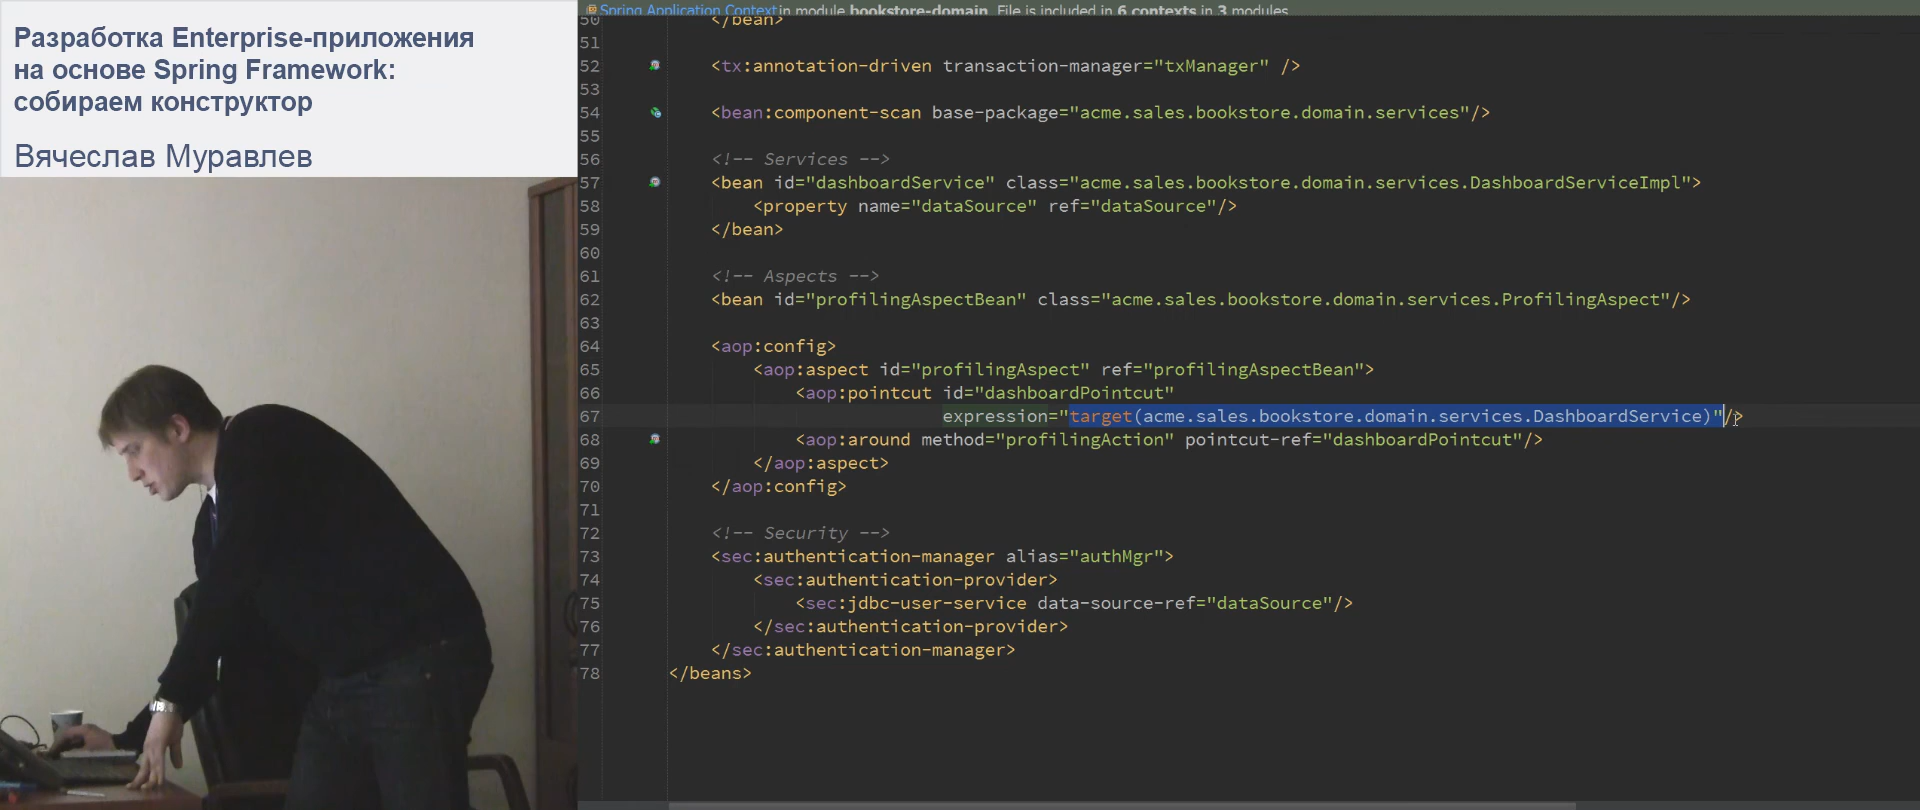 Разработка Enterprise-приложения
на основе Spring Framework:
собираем конструктор
Вячеслав Муравлев
Spring Application Context in module bookstore-domain. File is included in 6 contexts in 3 modules.
50 </bean>
51
52 <tx:annotation-driven transaction-manager="txManager" />
53
54 <bean:component-scan base-package="acme.sales.bookstore.domain.services"/>
55
56 <!-- Services -->
57 <bean id="dashboardService" class="acme.sales.bookstore.domain.services.DashboardServiceImpl">
58 <property name="dataSource" ref="dataSource"/>
59 </bean>
60
61 <!-- Aspects -->
62 <bean id="profilingAspectBean" class="acme.sales.bookstore.domain.services.ProfilingAspect"/>
63
64 <aop:config>
65 <aop:aspect id="profilingAspect" ref="profilingAspectBean">
66 <aop:pointcut id="dashboardPointcut"
67 expression="target(acme.sales.bookstore.domain.services.DashboardService)"/>
68 <aop:around method="profilingAction" pointcut-ref="dashboardPointcut"/>
69 </aop:aspect>
70 </aop:config>
71
72 <!-- Security -->
73 <sec:authentication-manager alias="authMgr">
74 <sec:authentication-provider>
75 <sec:jdbc-user-service data-source-ref="dataSource"/>
76 </sec:authentication-provider>
77 </sec:authentication-manager>
78 </beans>